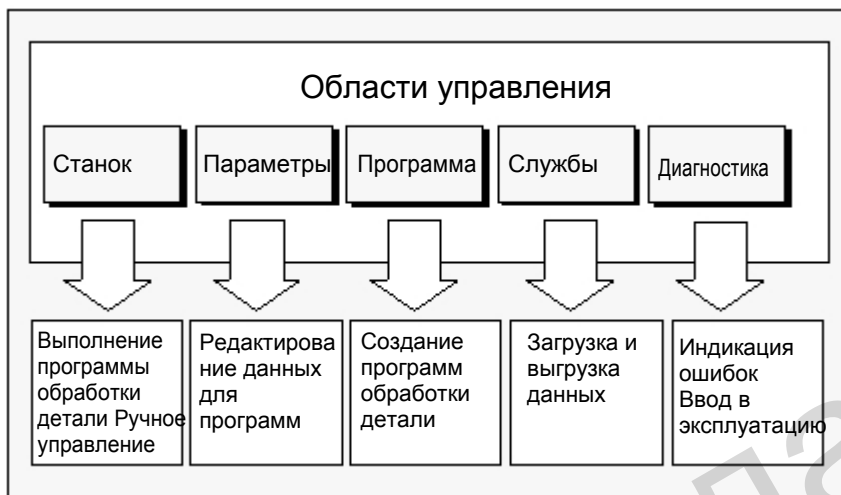 Области управления
Станок
Параметры
Программа
Службы
Диагностика
Выполнение
программы
обработки
детали Ручное
управление
Редактирова
ние данных
для
программ
Создание
программ
обработки
детали
Загрузка и
выгрузка
данных
Индикация
ошибок
Ввод в
эксплуатацию